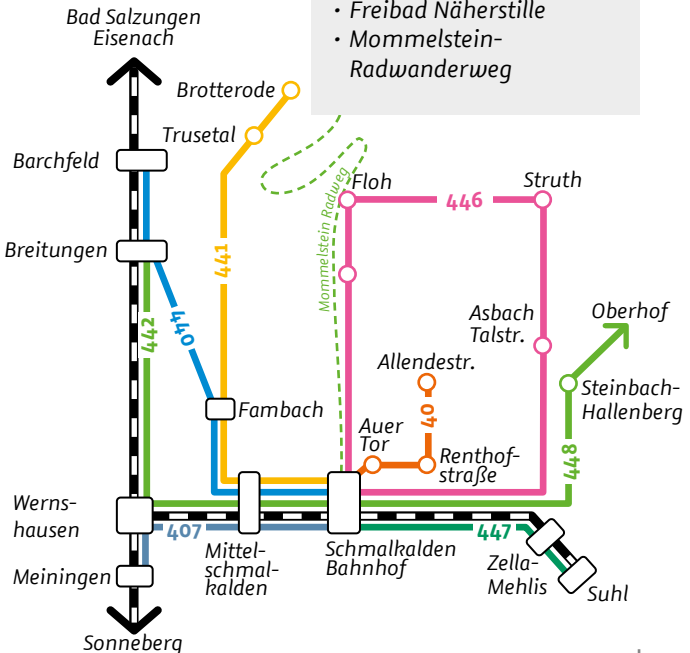 • Freibad Näherstille
• Mommelstein-
Radwanderweg
Bad Salzungen
Eisenach
Brotterode
Trusetal
Barchfeld
Mommelstein Radweg
Floh
446
Struth
Breitungen
441
442
440
Asbach
Talstr.
Oberhof
Allendestr.
Steinbach-
Hallenberg
Fambach
40
Auer
Tor
Renthof-
straße
448
Werns-
hausen
407
447
Mittel-
schmal-
kalden
Schmalkalden
Bahnhof
Zella-
Mehlis
Meiningen
Suhl
Sonneberg